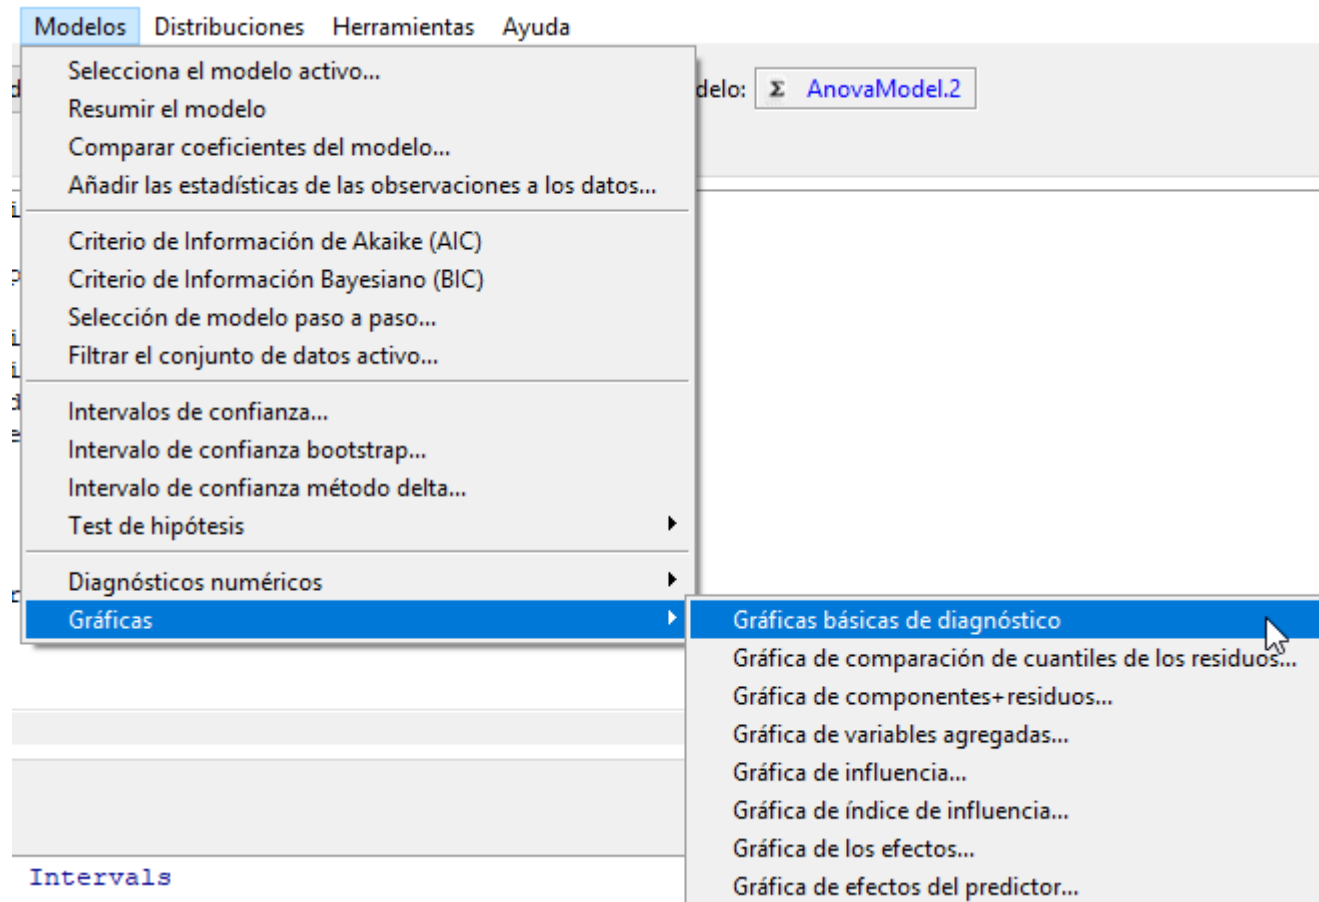 Modelos Distribuciones Herramientas Ayuda
Selecciona el modelo activo...
delo: Σ AnovaModel.2
Resumir el modelo
Comparar coeficientes del modelo...
Añadir las estadísticas de las observaciones a los datos...
Criterio de Información de Akaike (AIC)
Criterio de Información Bayesiano (BIC)
Selección de modelo paso a paso...
Filtrar el conjunto de datos activo...
Intervalos de confianza...
Intervalo de confianza bootstrap...
Intervalo de confianza método delta...
Test de hipótesis
Diagnósticos numéricos
Gráficas
Gráficas básicas de diagnóstico
Gráfica de comparación de cuantiles de los residuos...
Gráfica de componentes+residuos...
Gráfica de variables agregadas...
Gráfica de influencia...
Gráfica de índice de influencia...
Gráfica de los efectos...
Gráfica de efectos del predictor...
Intervals